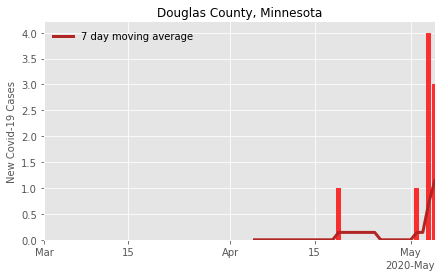 Douglas County, Minnesota
7 day moving average
New Covid-19 Cases
4.0
3.5
3.0
2.5
2.0
1.5
1.0
0.5
0.0
Mar
15
Apr
15
May
2020-May